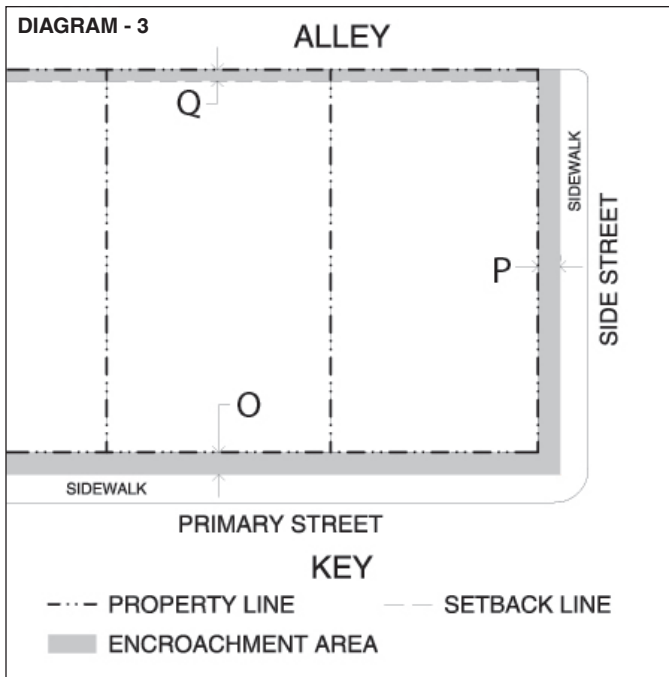 DIAGRAM - 3
ALLEY
Q
SIDEWALK
SIDE STREET
P
O
SIDEWALK
PRIMARY STREET
KEY
PROPERTY LINE
SETBACK LINE
ENCROACHMENT AREA